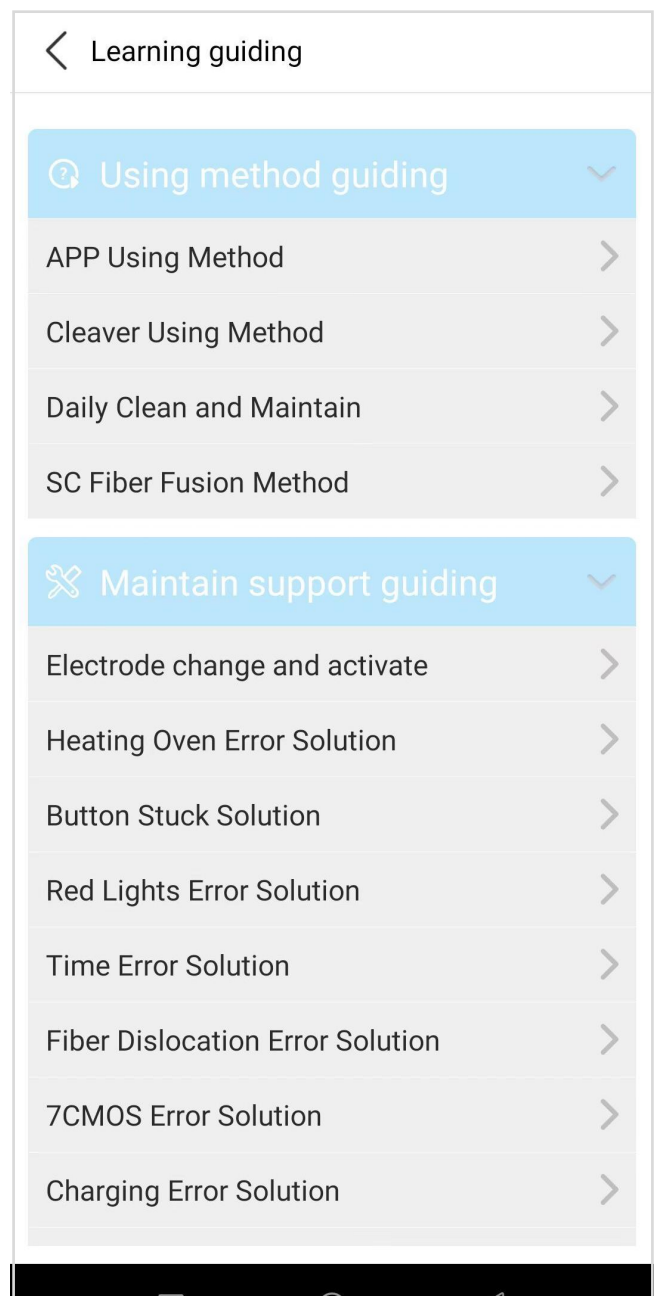 Learning guiding
Using method guiding
APP Using Method
Cleaver Using Method
Daily Clean and Maintain
SC Fiber Fusion Method
Maintain support guiding
Electrode change and activate
Heating Oven Error Solution
Button Stuck Solution
Red Lights Error Solution
Time Error Solution
Fiber Dislocation Error Solution
7CMOS Error Solution
Charging Error Solution